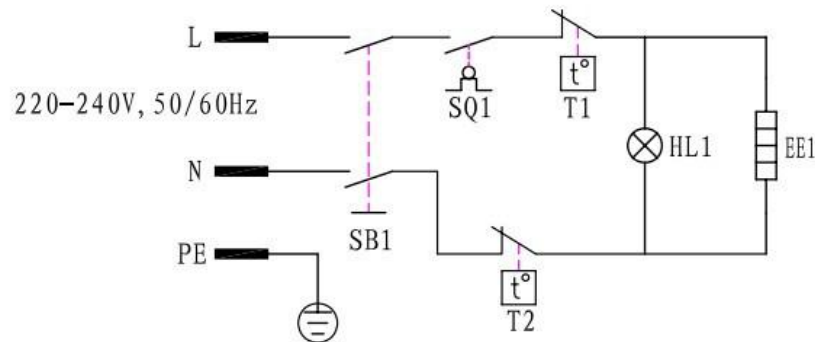 L
220-240V, 50/60Hz
SQ1
t°
T1
HL1
EE1
N
SB1
PE
t°
T2